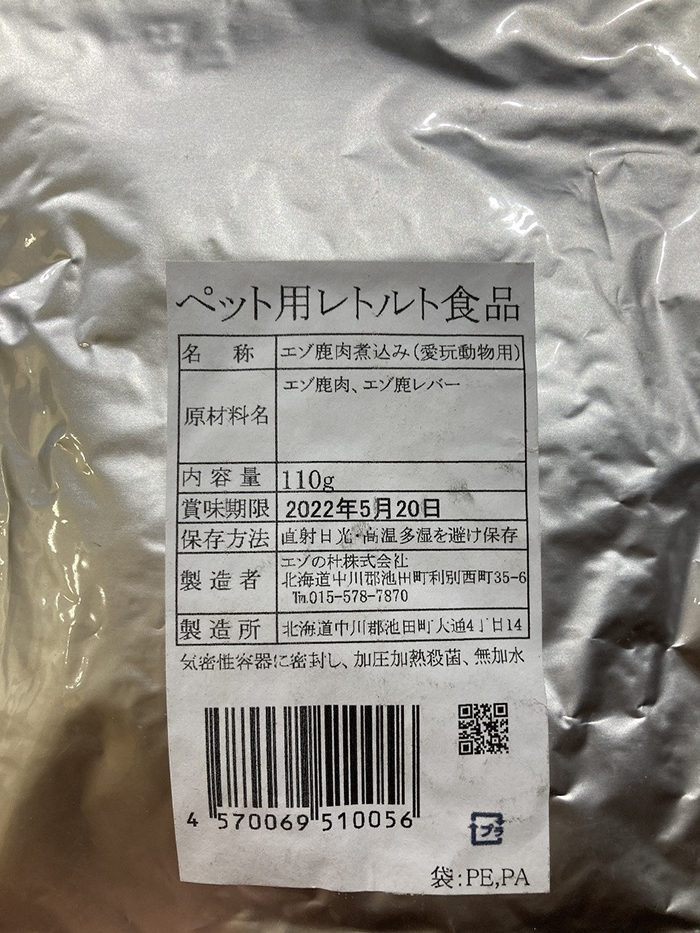 ペット用レトルト食品
名 称 エゾ鹿肉煮込み(愛玩動物用)
原材料名 エゾ鹿肉、エゾ鹿レバー
内容量 110g
賞味期限 2022年5月20日
保存方法 直射日光・高温多湿を避け保存
製造者 エゾの杜株式会社
北海道中川郡池田町利別西町35-6
℡015-578-7870
製造所 北海道中川郡池田町大通4丁目14
気密性容器に密封し、加圧加熱殺菌、無加水
4 570069 510056
プラ
袋:PE,PA